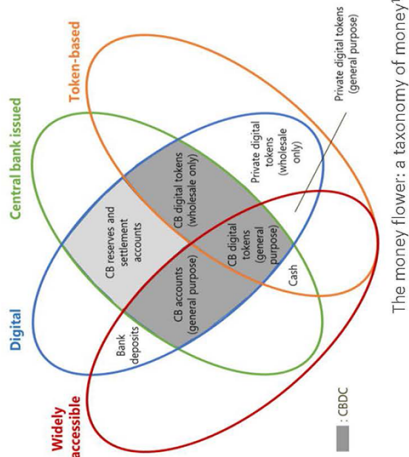 Widely
accessible
Digital
Central bank issued
Token-based
Bank
deposits
CB reserves and
settlement
accounts
CB accounts
(general purpose)
CB digital tokens
(wholesale only)
CB digital
tokens
(general
purpose)
Private digital
tokens
(wholesale
only)
Cash
Private digital tokens
(general purpose)
: CBDC
The money flower: a taxonomy of money¹